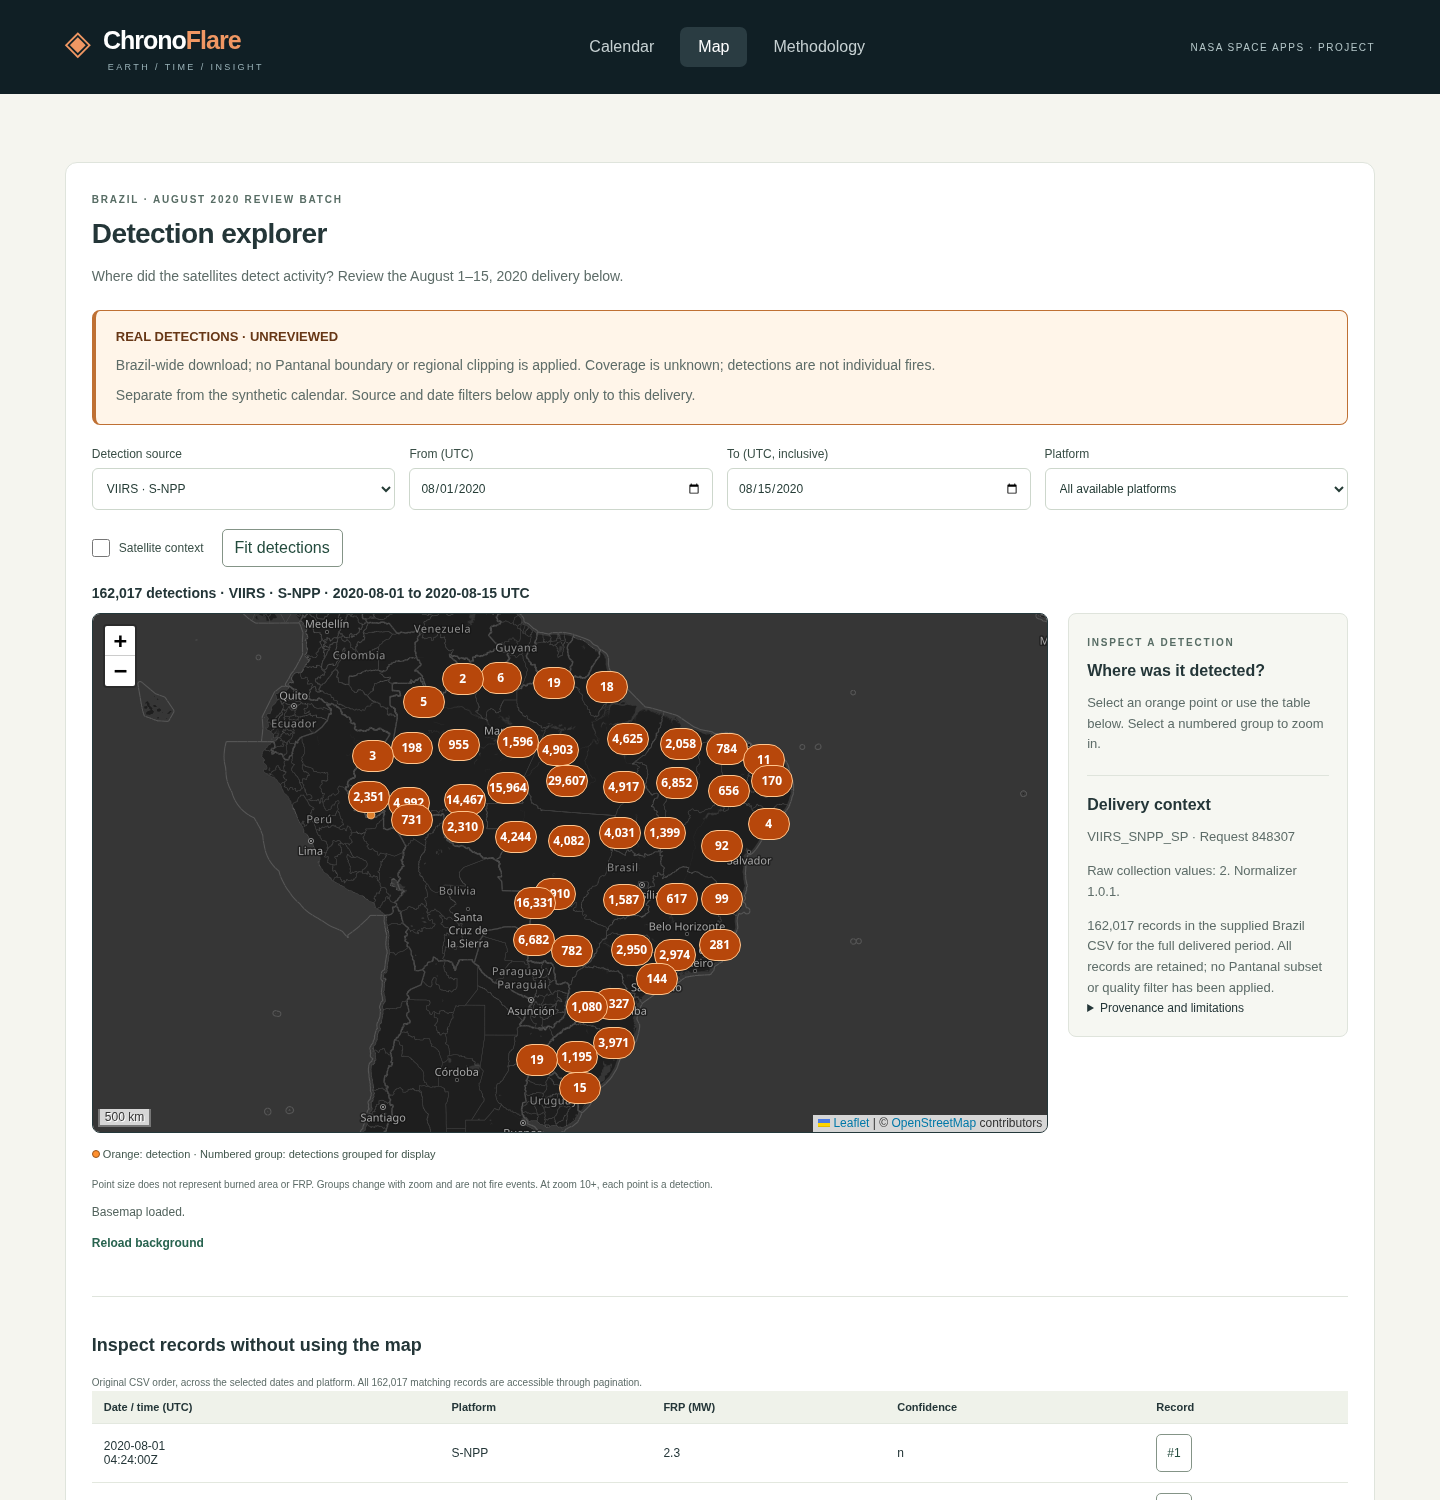 ChronoFlare
EARTH / TIME / INSIGHT
Calendar
Map
Methodology
NASA SPACE APPS · PROJECT
BRAZIL · AUGUST 2020 REVIEW BATCH
Detection explorer
Where did the satellites detect activity? Review the August 1–15, 2020 delivery below.
REAL DETECTIONS · UNREVIEWED
Brazil-wide download; no Pantanal boundary or regional clipping is applied. Coverage is unknown; detections are not individual fires.
Separate from the synthetic calendar. Source and date filters below apply only to this delivery.
Detection source
From (UTC)
To (UTC, inclusive)
Platform
VIIRS · S-NPP
08/01/2020
08/15/2020
All available platforms
Satellite context
Fit detections
162,017 detections · VIIRS · S-NPP · 2020-08-01 to 2020-08-15 UTC
+
−
Medellín
Venezuela
Guyana
Colombia
M
2
6
19
18
5
Quito
Ecuador
3
198
955
Ma
1,596
4,903
4,625
2,058
784
11
2,351
4,992
14,467
15,964
29,607
4,917
6,852
656
170
Perú
731
2,310
4,244
4,082
4,031
1,399
92
4
Lima
Salvador
Brasil
Bolivia
910
16,331
1,587
617
99
Santa
Cruz de
la Sierra
Belo Horizonte
6,682
782
2,950
2,974
281
eiro
Paraguay /
Paraguái
144
Asunción
1,080
327
ba
3,971
19
1,195
Córdoba
15
Uruguay
Santiago
500 km
Leaflet | © OpenStreetMap contributors
INSPECT A DETECTION
Where was it detected?
Select an orange point or use the table
below. Select a numbered group to zoom
in.
Delivery context
VIIRS_SNPP_SP · Request 848307
Raw collection values: 2. Normalizer
1.0.1.
162,017 records in the supplied Brazil
CSV for the full delivered period. All
records are retained; no Pantanal subset
or quality filter has been applied.
Provenance and limitations
Orange: detection · Numbered group: detections grouped for display
Point size does not represent burned area or FRP. Groups change with zoom and are not fire events. At zoom 10+, each point is a detection.
Basemap loaded.
Reload background
Inspect records without using the map
Original CSV order, across the selected dates and platform. All 162,017 matching records are accessible through pagination.
Date / time (UTC)
Platform
FRP (MW)
Confidence
Record
2020-08-01
04:24:00Z
S-NPP
2.3
n
#1